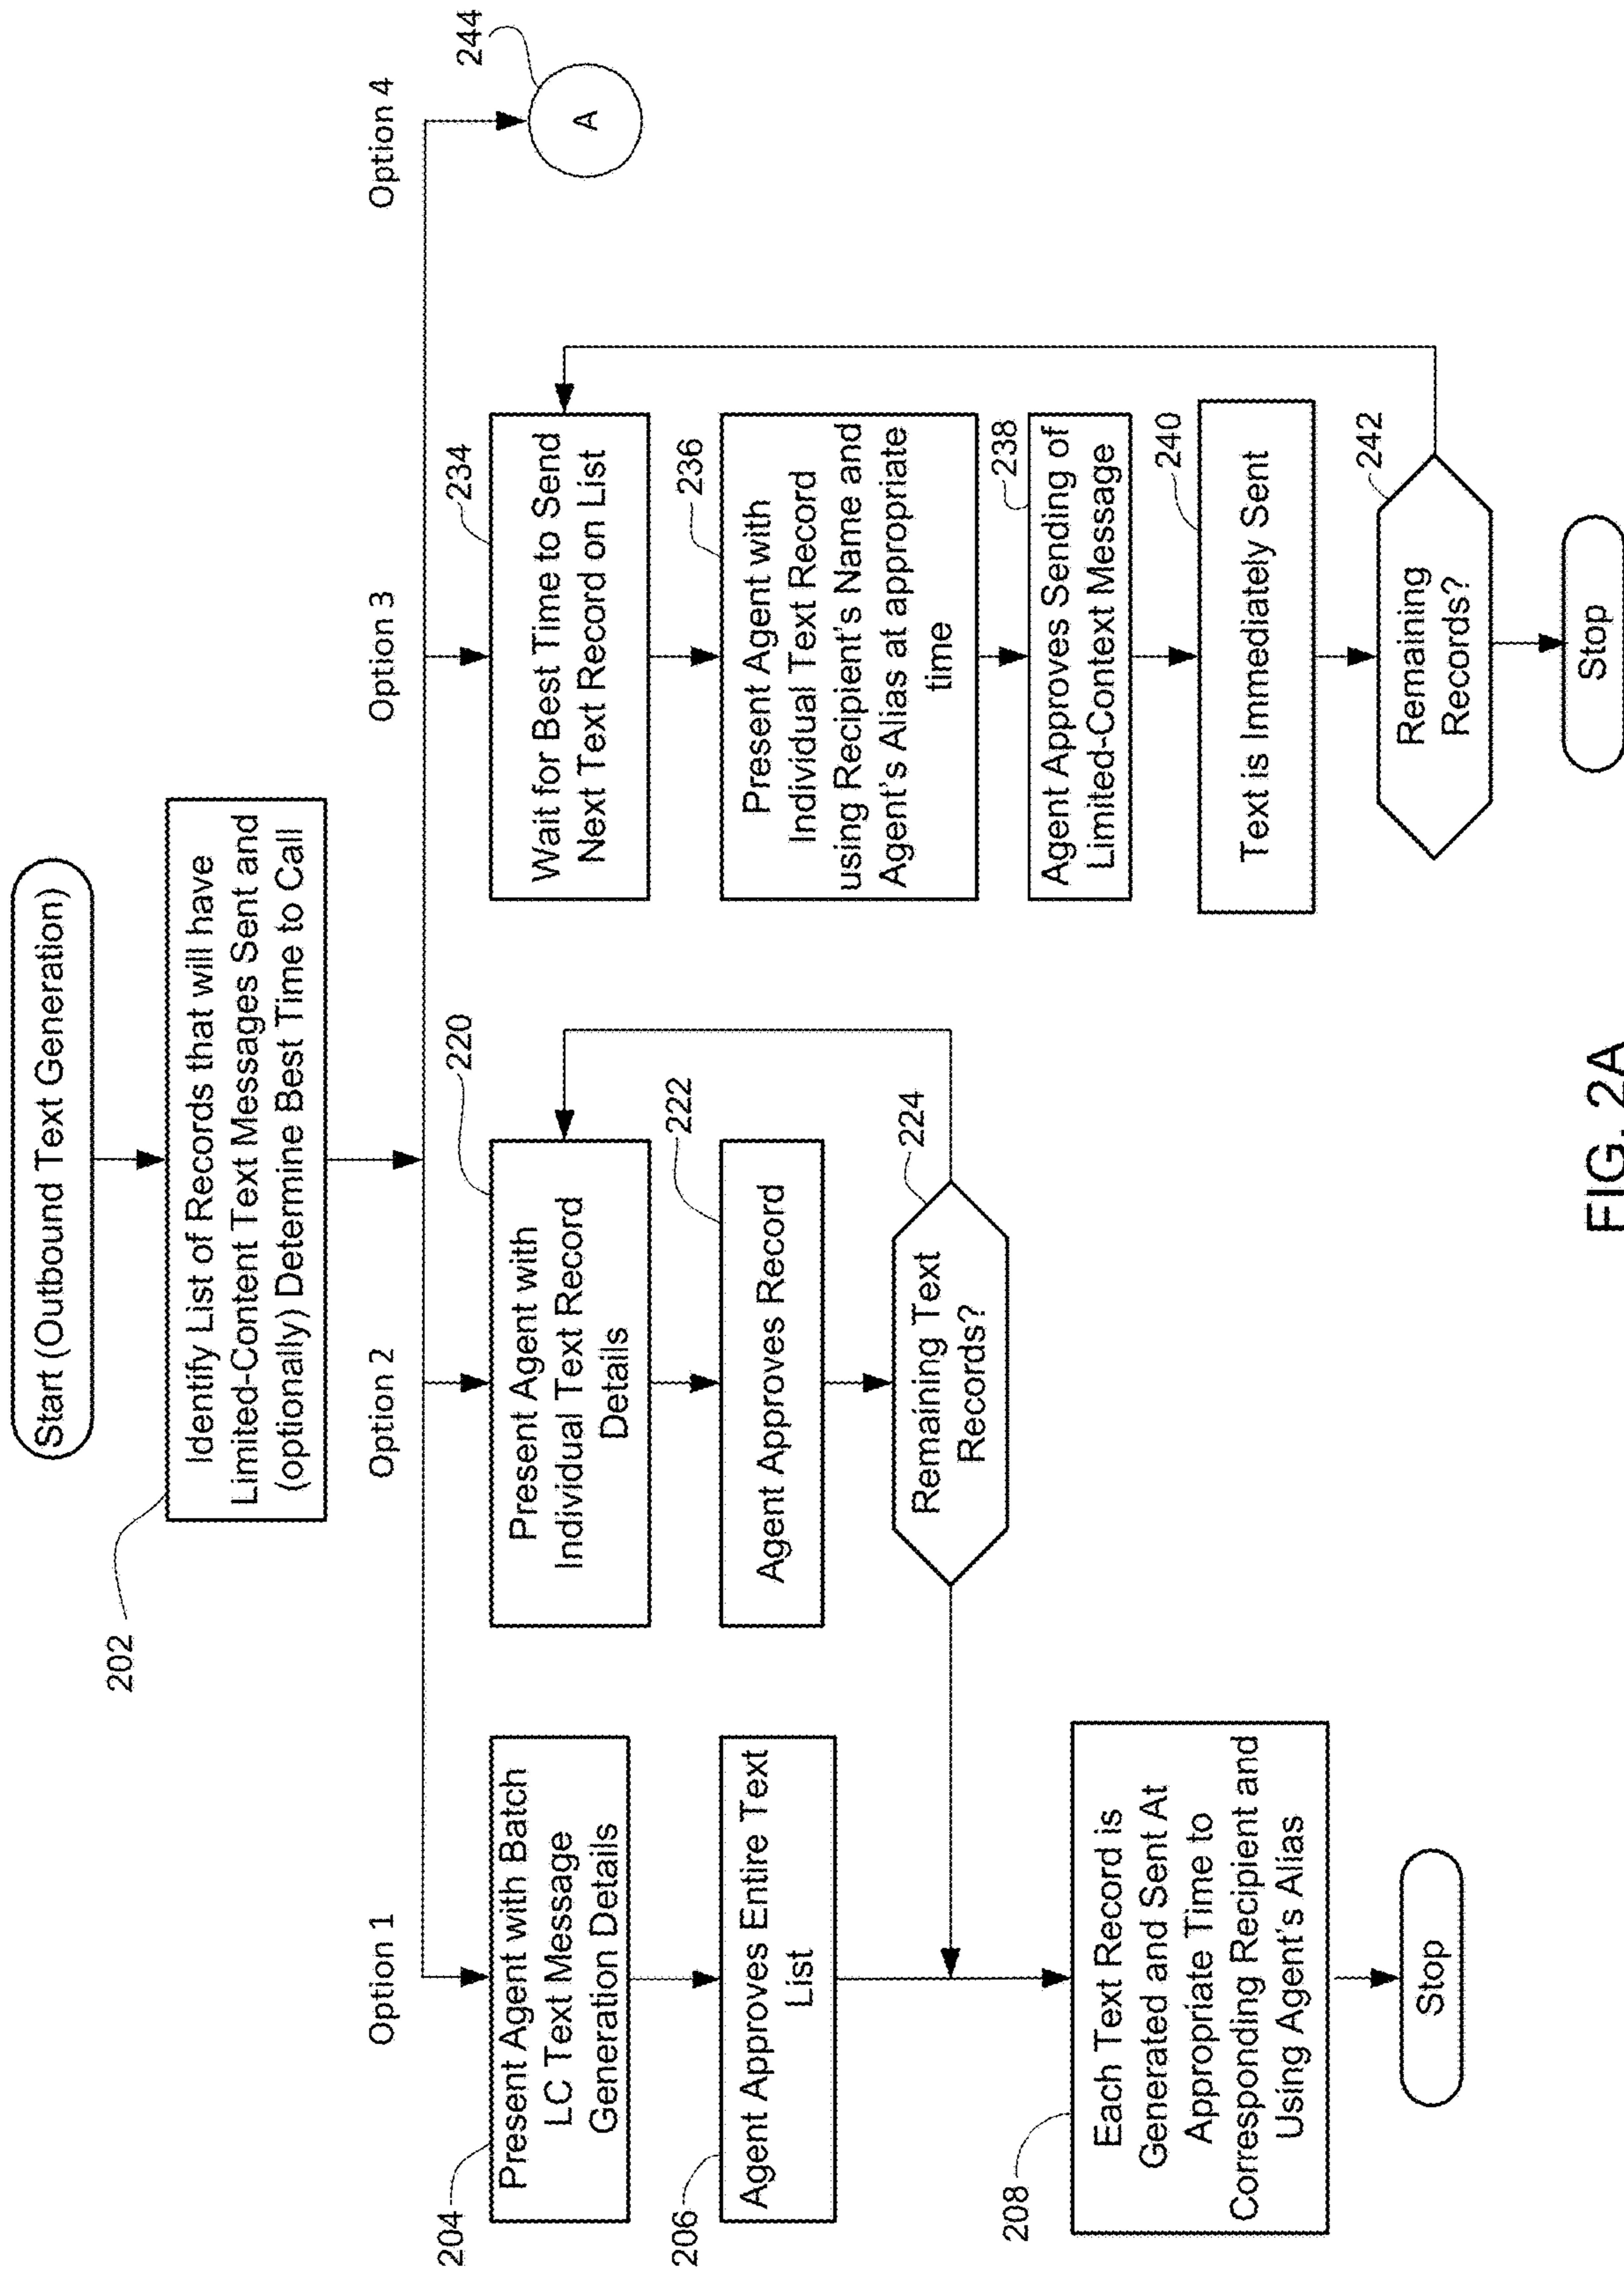 Start (Outbound Text Generation)
202
Identify List of Records that will have
Limited-Content Text Messages Sent and
(optionally) Determine Best Time to Call
Option 1
204
Present Agent with Batch
LC Text Message
Generation Details
206
Agent Approves Entire Text
List
208
Each Text Record is
Generated and Sent At
Appropriate Time to
Corresponding Recipient and
Using Agent's Alias
Stop
Option 2
220
Present Agent with
Individual Text Record
Details
222
Agent Approves Record
224
Remaining Text
Records?
Option 3
234
Wait for Best Time to Send
Next Text Record on List
236
Present Agent with
Individual Text Record
using Recipient's Name and
Agent's Alias at appropriate
time
238
Agent Approves Sending of
Limited-Context Message
240
Text is Immediately Sent
242
Remaining
Records?
Stop
Option 4
244
A
FIG. 2A